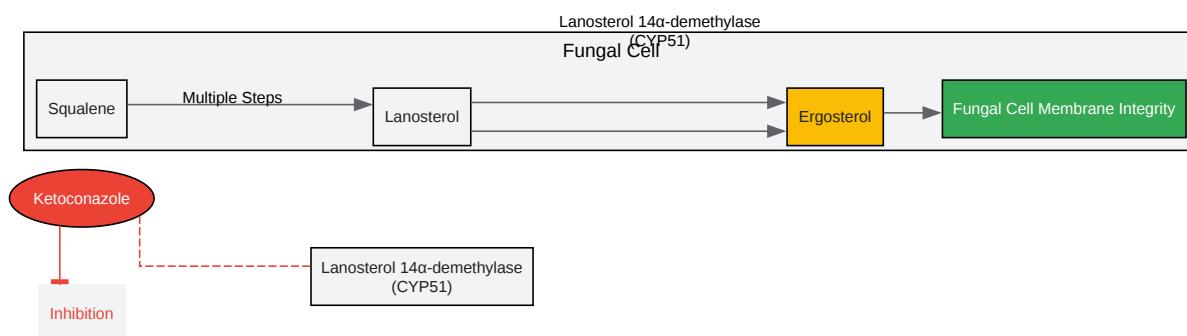 Lanosterol 14α-demethylase
(CYP51)
Fungal Cell
Squalene
Multiple Steps
Lanosterol
Ergosterol
Fungal Cell Membrane Integrity
Ketoconazole
Lanosterol 14α-demethylase
(CYP51)
Inhibition